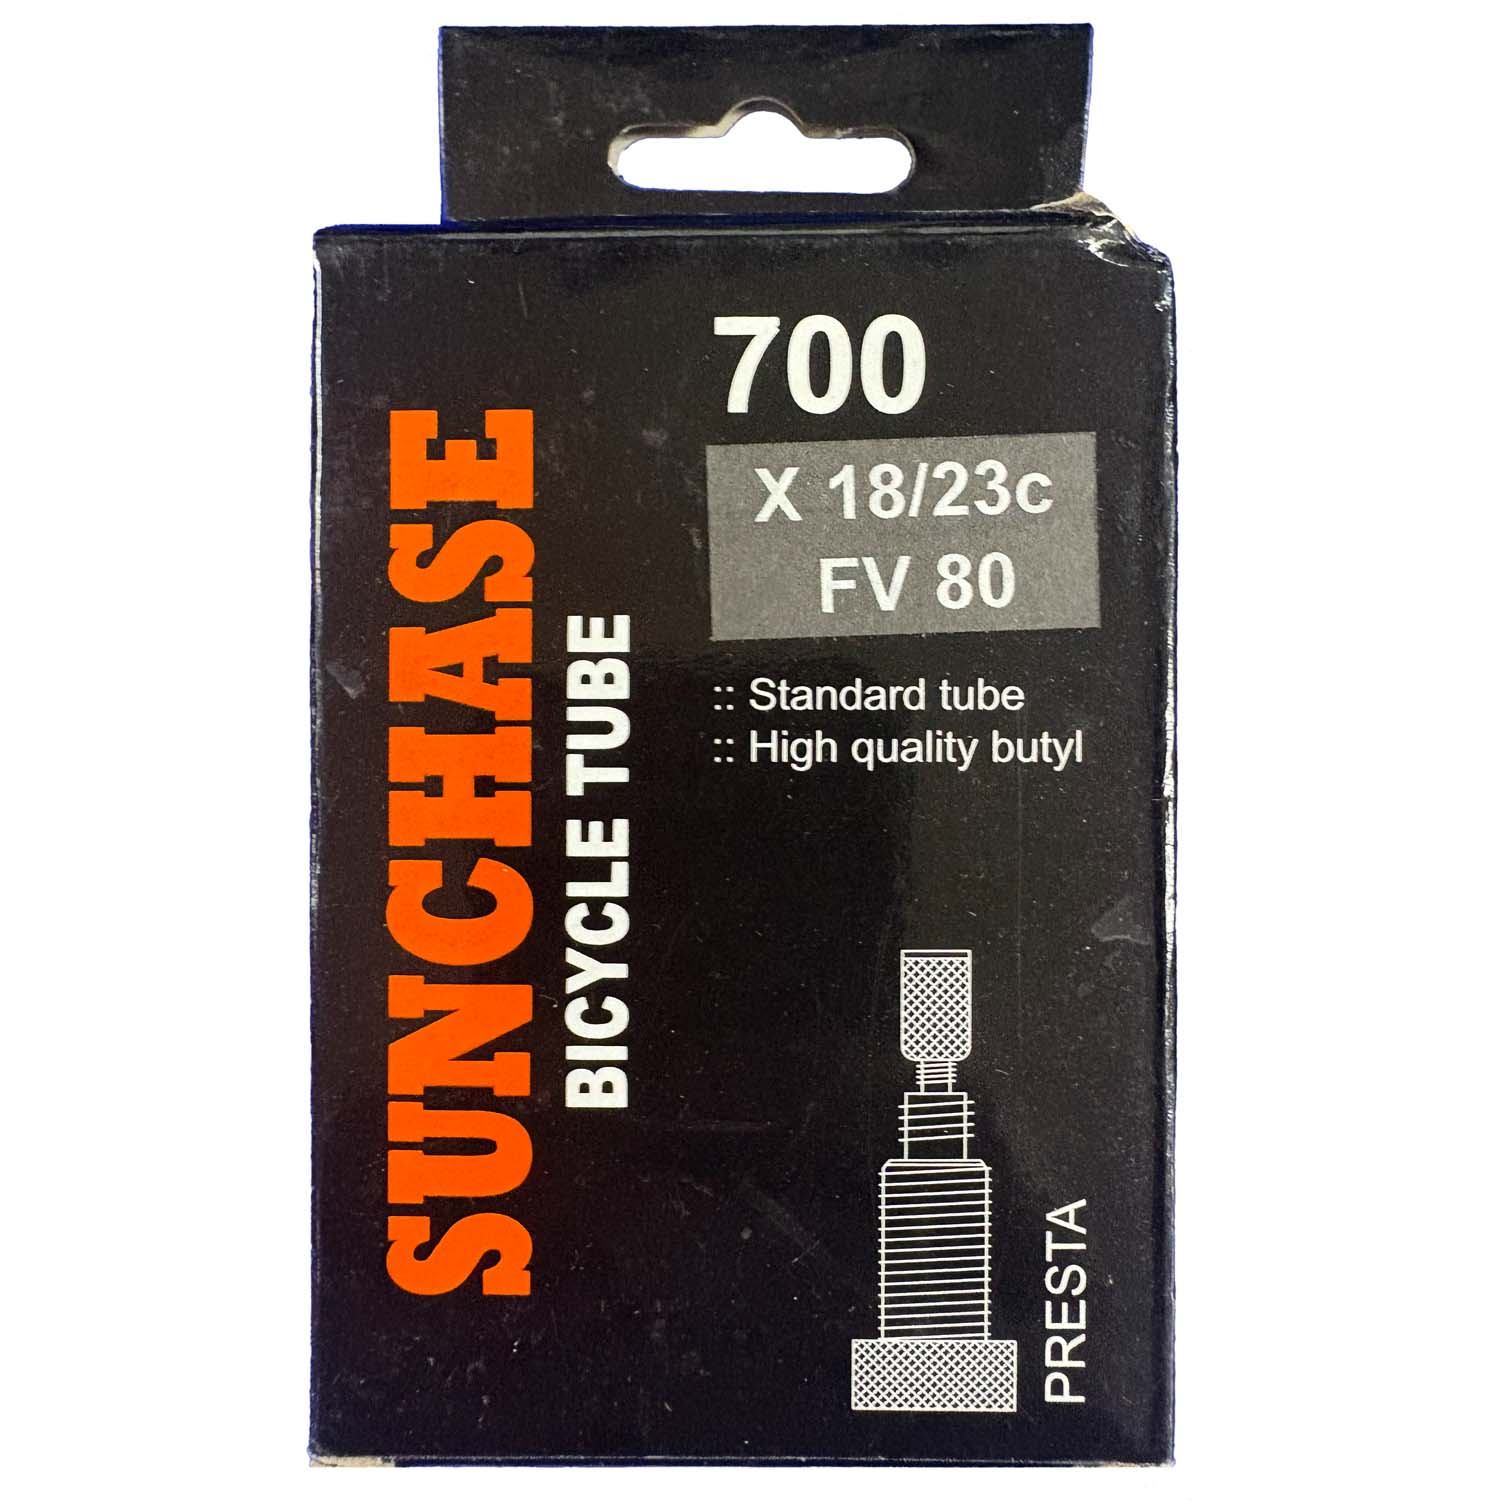 SUNCHASE
BICYCLE TUBE
700
X 18/23c
FV 80
:: Standard tube
:: High quality butyl
PRESTA